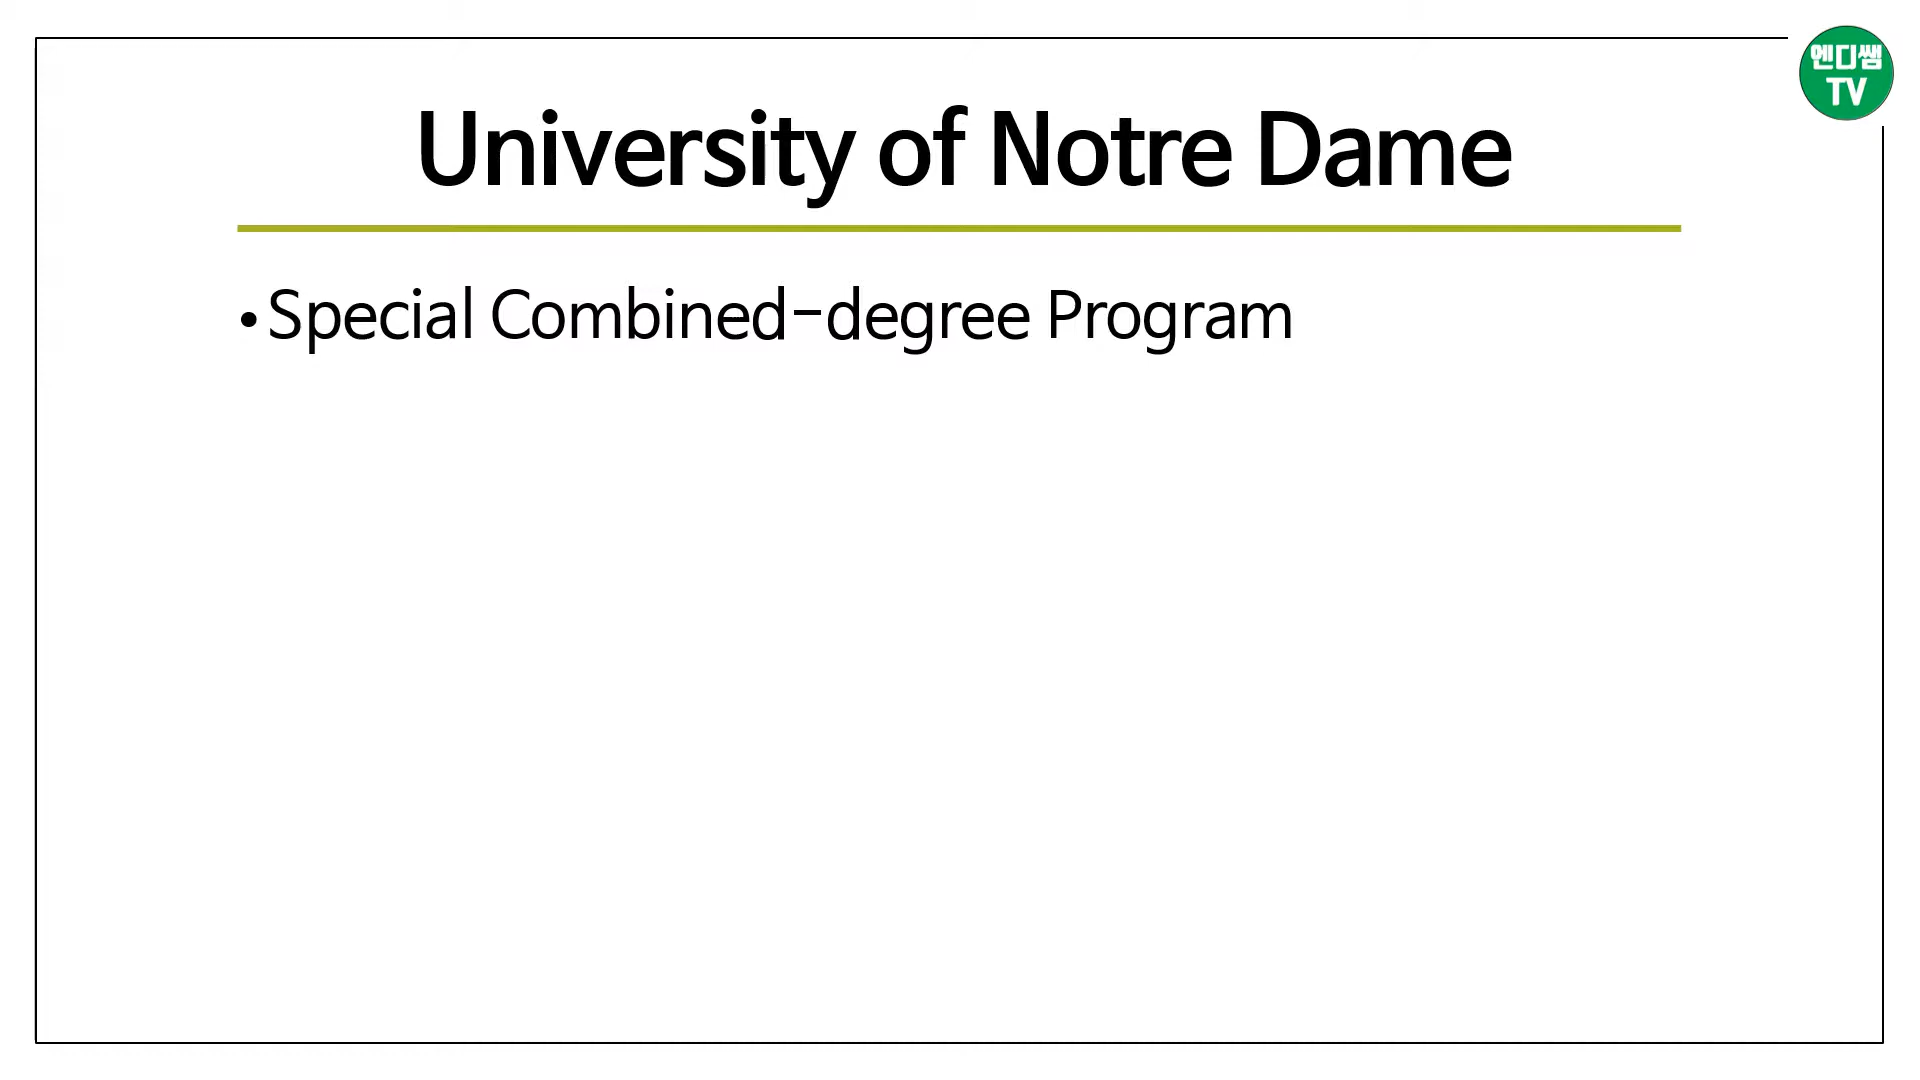 엔디쌤
TV
University of Notre Dame
• Special Combined-degree Program